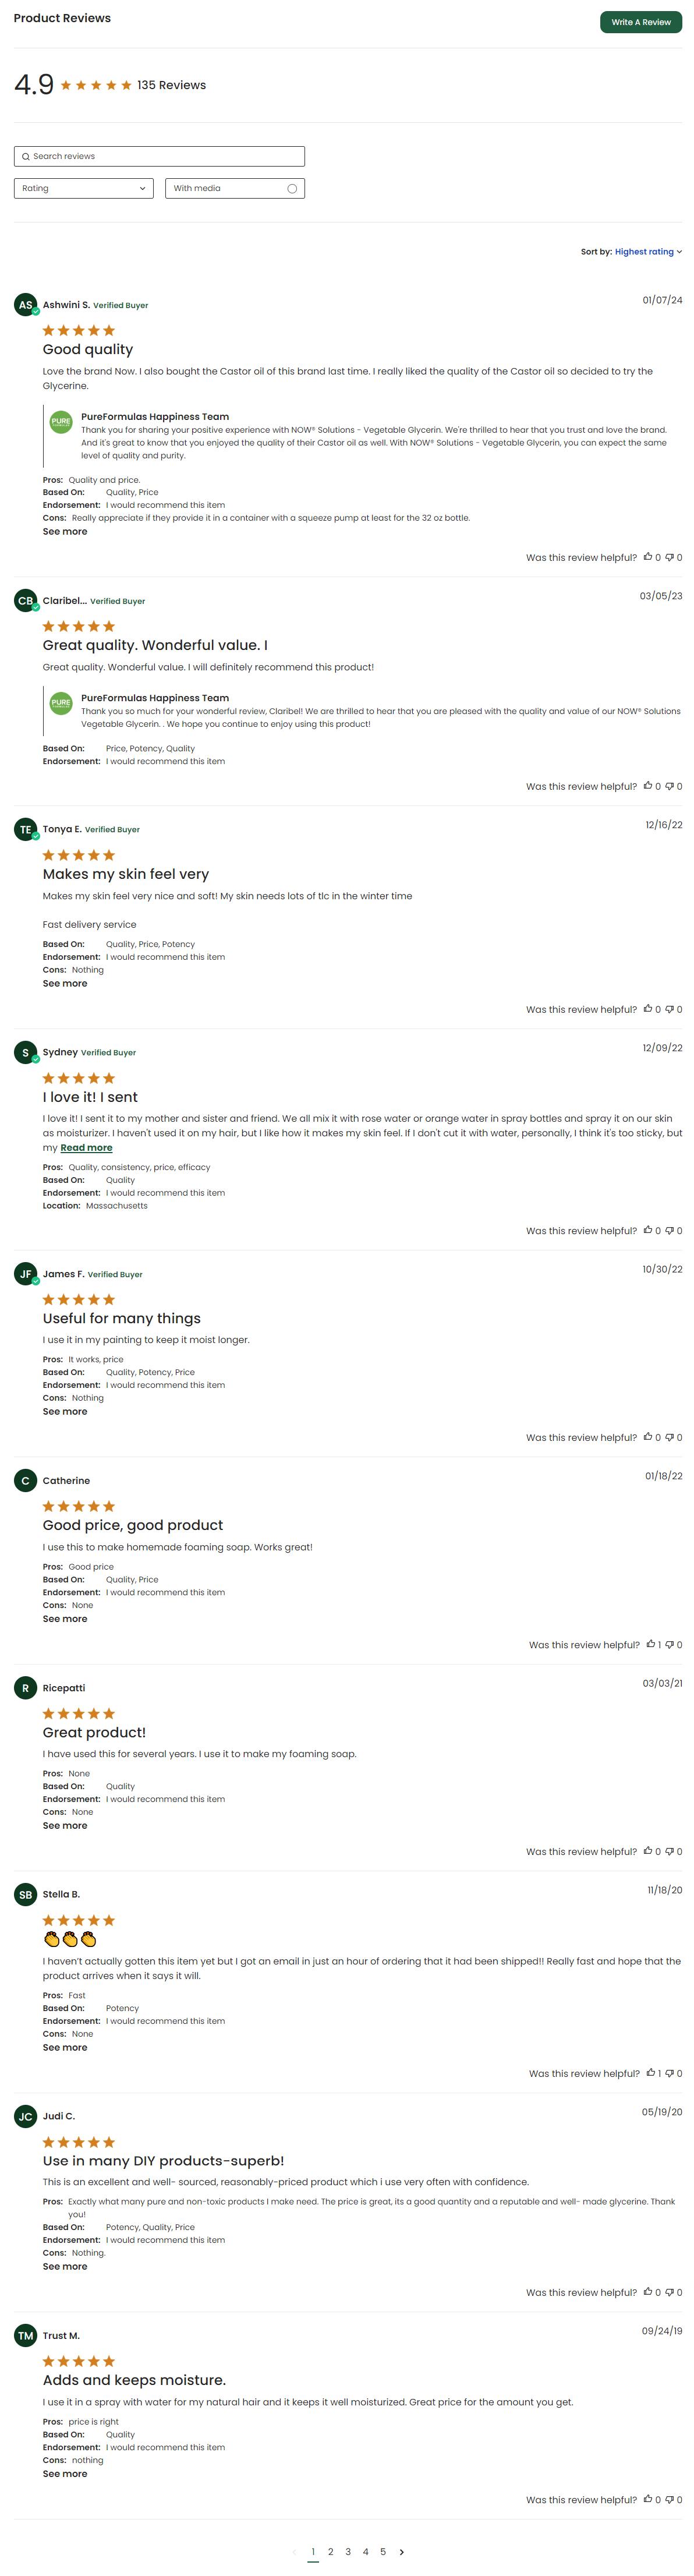 Product Reviews
Write A Review
4.9 135 Reviews
Search reviews
Rating
With media
Sort by: Highest rating
AS Ashwini S. Verified Buyer
01/07/24
Good quality
Love the brand Now. I also bought the Castor oil of this brand last time. I really liked the quality of the Castor oil so decided to try the
Glycerine.
PURE
PureFormulas Happiness Team
Thank you for sharing your positive experience with NOW® Solutions - Vegetable Glycerin. We're thrilled to hear that you trust and love the brand.
And it's great to know that you enjoyed the quality of their Castor oil as well. With NOW® Solutions - Vegetable Glycerin, you can expect the same
level of quality and purity.
Pros: Quality and price.
Based On: Quality, Price
Endorsement: I would recommend this item
Cons: Really appreciate if they provide it in a container with a squeeze pump at least for the 32 oz bottle.
See more
Was this review helpful? 0 0
CB Claribel... Verified Buyer
03/05/23
Great quality. Wonderful value. I
Great quality. Wonderful value. I will definitely recommend this product!
PURE
PureFormulas Happiness Team
Thank you so much for your wonderful review, Claribel! We are thrilled to hear that you are pleased with the quality and value of our NOW® Solutions
Vegetable Glycerin. . We hope you continue to enjoy using this product!
Based On: Price, Potency, Quality
Endorsement: I would recommend this item
Was this review helpful? 0 0
TE Tonya E. Verified Buyer
12/16/22
Makes my skin feel very
Makes my skin feel very nice and soft! My skin needs lots of tlc in the winter time
Fast delivery service
Based On: Quality, Price, Potency
Endorsement: I would recommend this item
Cons: Nothing
See more
Was this review helpful? 0 0
S Sydney Verified Buyer
12/09/22
I love it! I sent
I love it! I sent it to my mother and sister and friend. We all mix it with rose water or orange water in spray bottles and spray it on our skin
as moisturizer. I haven't used it on my hair, but I like how it makes my skin feel. If I don't cut it with water, personally, I think it's too sticky, but
my Read more
Pros: Quality, consistency, price, efficacy
Based On: Quality
Endorsement: I would recommend this item
Location: Massachusetts
Was this review helpful? 0 0
JF James F. Verified Buyer
10/30/22
Useful for many things
I use it in my painting to keep it moist longer.
Pros: It works, price
Based On: Quality, Potency, Price
Endorsement: I would recommend this item
Cons: Nothing
See more
Was this review helpful? 0 0
C Catherine
01/18/22
Good price, good product
I use this to make homemade foaming soap. Works great!
Pros: Good price
Based On: Quality, Price
Endorsement: I would recommend this item
Cons: None
See more
Was this review helpful? 1 0
R Ricepatti
03/03/21
Great product!
I have used this for several years. I use it to make my foaming soap.
Pros: None
Based On: Quality
Endorsement: I would recommend this item
Cons: None
See more
Was this review helpful? 0 0
SB Stella B.
11/18/20
👏👏👏
I haven't actually gotten this item yet but I got an email in just an hour of ordering that it had been shipped!! Really fast and hope that the
product arrives when it says it will.
Pros: Fast
Based On: Potency
Endorsement: I would recommend this item
Cons: None
See more
Was this review helpful? 1 0
JC Judi C.
05/19/20
Use in many DIY products-superb!
This is an excellent and well- sourced, reasonably-priced product which i use very often with confidence.
Pros: Exactly what many pure and non-toxic products I make need. The price is great, its a good quantity and a reputable and well- made glycerine. Thank
you!
Based On: Potency, Quality, Price
Endorsement: I would recommend this item
Cons: Nothing.
See more
Was this review helpful? 0 0
TM Trust M.
09/24/19
Adds and keeps moisture.
I use it in a spray with water for my natural hair and it keeps it well moisturized. Great price for the amount you get.
Pros: price is right
Based On: Quality
Endorsement: I would recommend this item
Cons: nothing
See more
Was this review helpful? 0 0
1 2 3 4 5